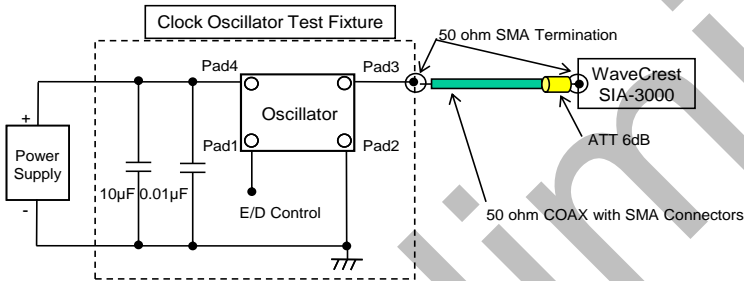 Clock Oscillator Test Fixture
50 ohm SMA Termination
Pad4
Pad3
WaveCrest
SIA-3000
Oscillator
+
Power
Supply
-
Pad1
Pad2
ATT 6dB
10µF
0.01µF
E/D Control
50 ohm COAX with SMA Connectors